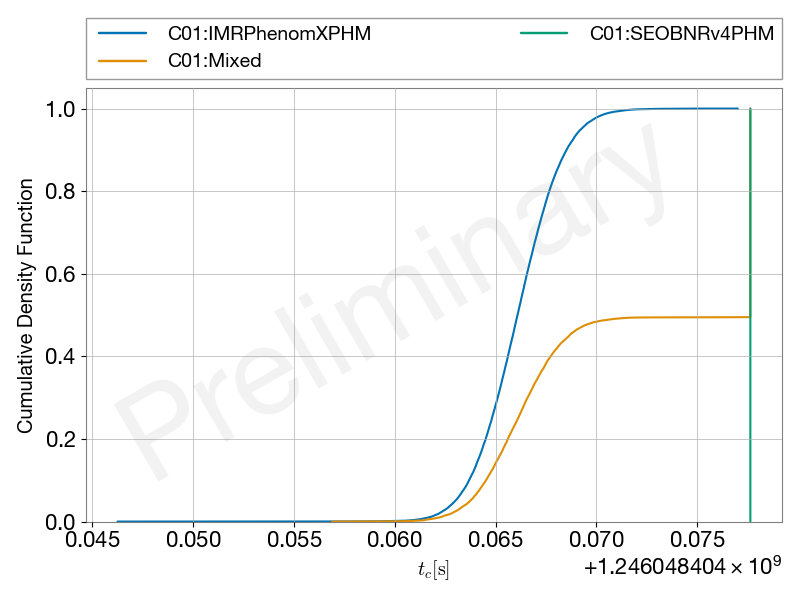 C01:IMRPhenomXPHM
C01:Mixed
C01:SEOBNRv4PHM
Preliminary
Cumulative Density Function
1.0
0.8
0.6
0.4
0.2
0.0
0.045 0.050 0.055 0.060 0.065 0.070 0.075
t_c[s]
+1.246048404 × 10⁹